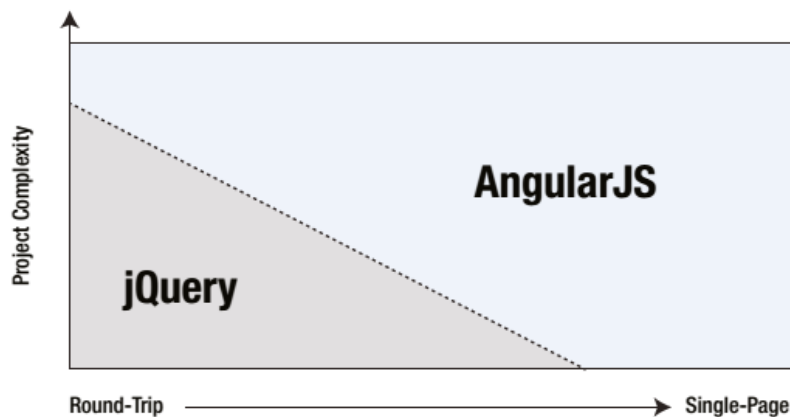 Project Complexity
AngularJS
jQuery
Round-Trip
Single-Page